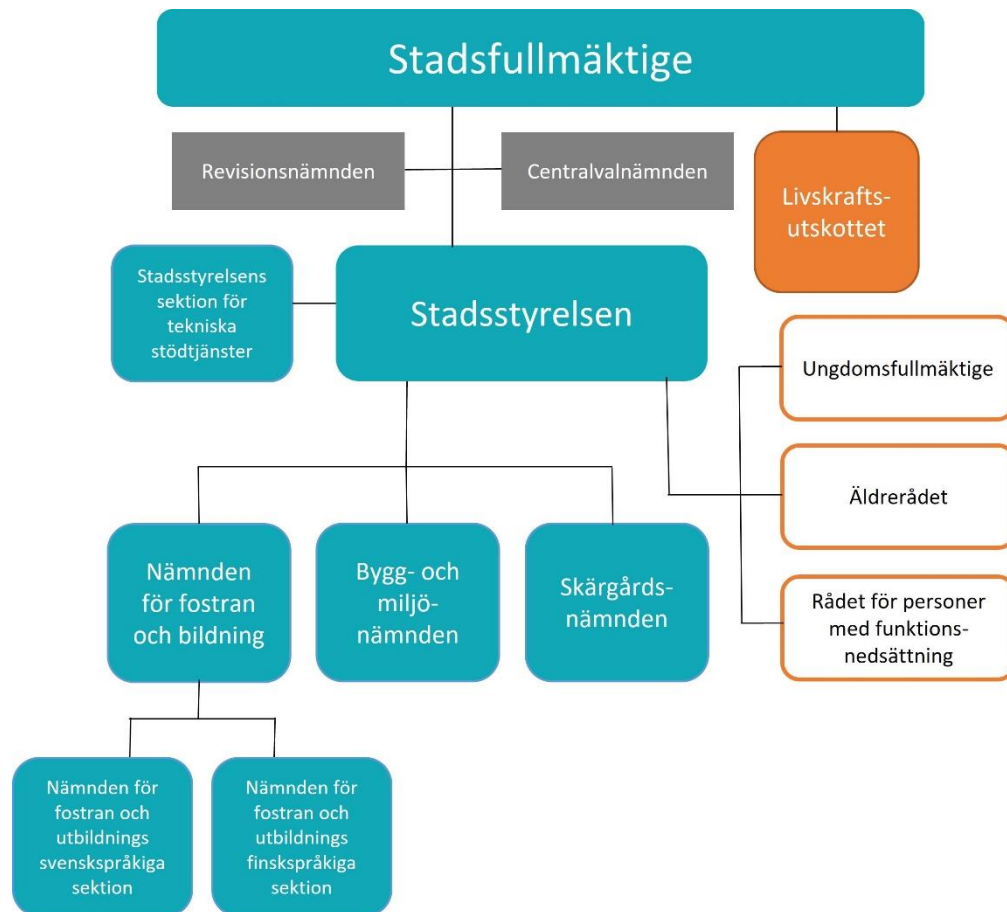 Stadsfullmäktige
Revisionsnämnden
Centralvalnämnden
Livskrafts-
utskottet
Stadsstyrelsens
sektion för
tekniska
stödtjänster
Stadsstyrelsen
Ungdomsfullmäktige
Äldrerådet
Rådet för personer
med funktions-
nedsättning
Nämnden
för fostran
och bildning
Bygg- och
miljö-
nämnden
Skärgårds-
nämnden
Nämnden för
fostran och
utbildnings
svenskspråkiga
sektion
Nämnden för
fostran och
utbildnings
finskspråkiga
sektion